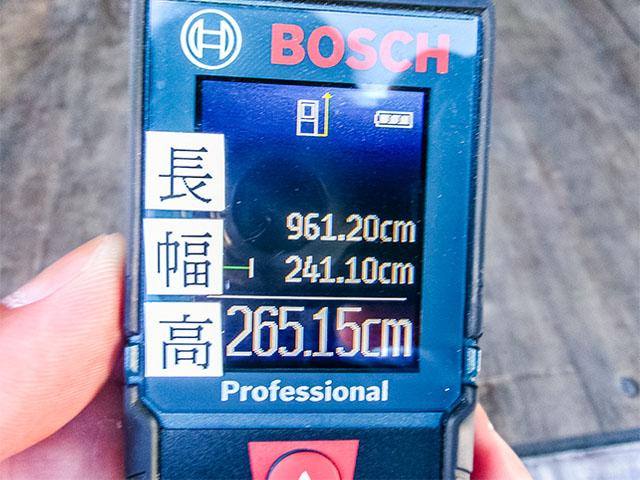 BOSCH
長 961.20cm
幅 241.10cm
高 265.15cm
Professional